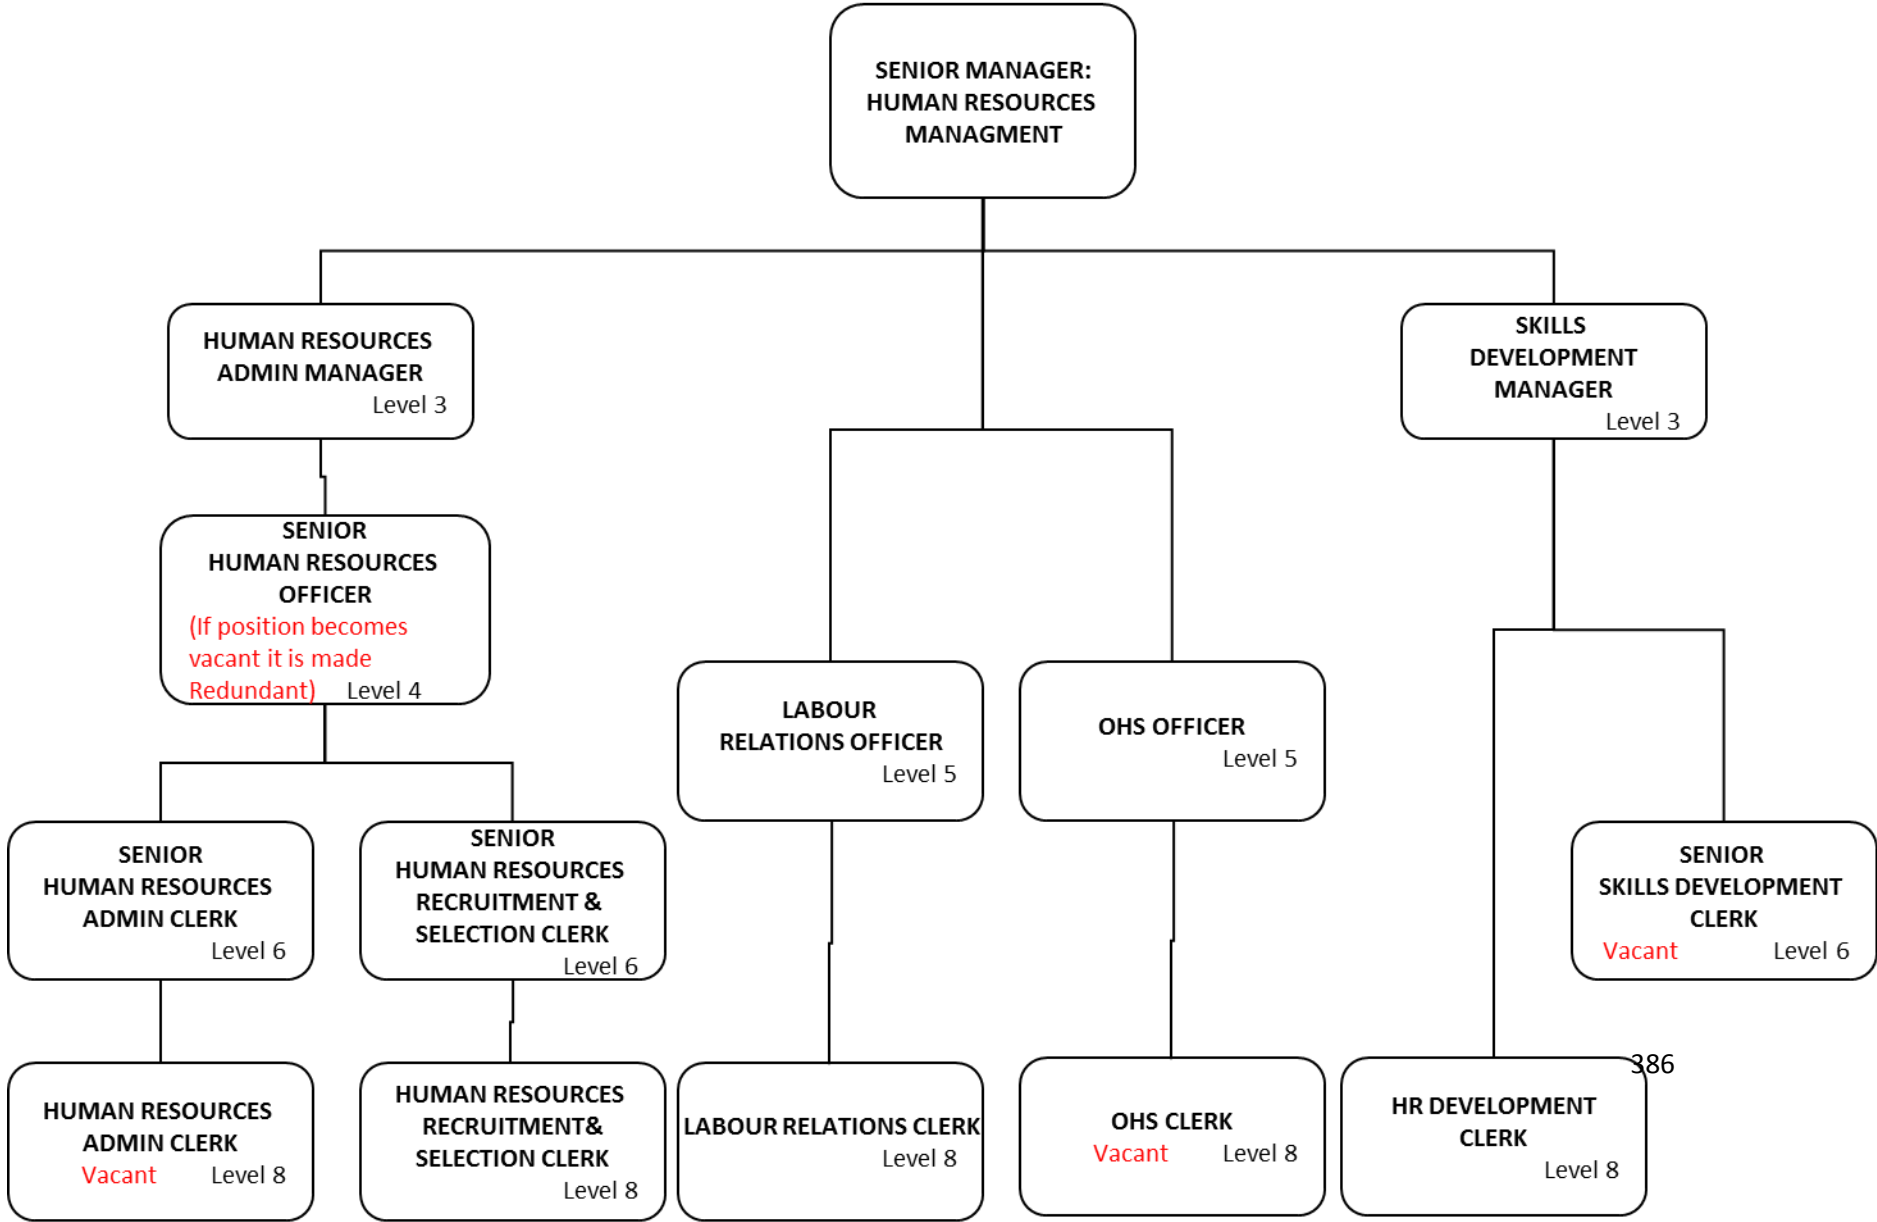 SENIOR MANAGER:
HUMAN RESOURCES
MANAGMENT
HUMAN RESOURCES
ADMIN MANAGER
Level 3
SKILLS
DEVELOPMENT
MANAGER
Level 3
SENIOR
HUMAN RESOURCES
OFFICER
(If position becomes
vacant it is made
Redundant) Level 4
LABOUR
RELATIONS OFFICER
Level 5
OHS OFFICER
Level 5
SENIOR
HUMAN RESOURCES
ADMIN CLERK
Level 6
SENIOR
HUMAN RESOURCES
RECRUITMENT &
SELECTION CLERK
Level 6
SENIOR
SKILLS DEVELOPMENT
CLERK
Vacant Level 6
HUMAN RESOURCES
ADMIN CLERK
Vacant Level 8
HUMAN RESOURCES
RECRUITMENT&
SELECTION CLERK
Level 8
LABOUR RELATIONS CLERK
Level 8
OHS CLERK
Vacant Level 8
386
HR DEVELOPMENT
CLERK
Level 8